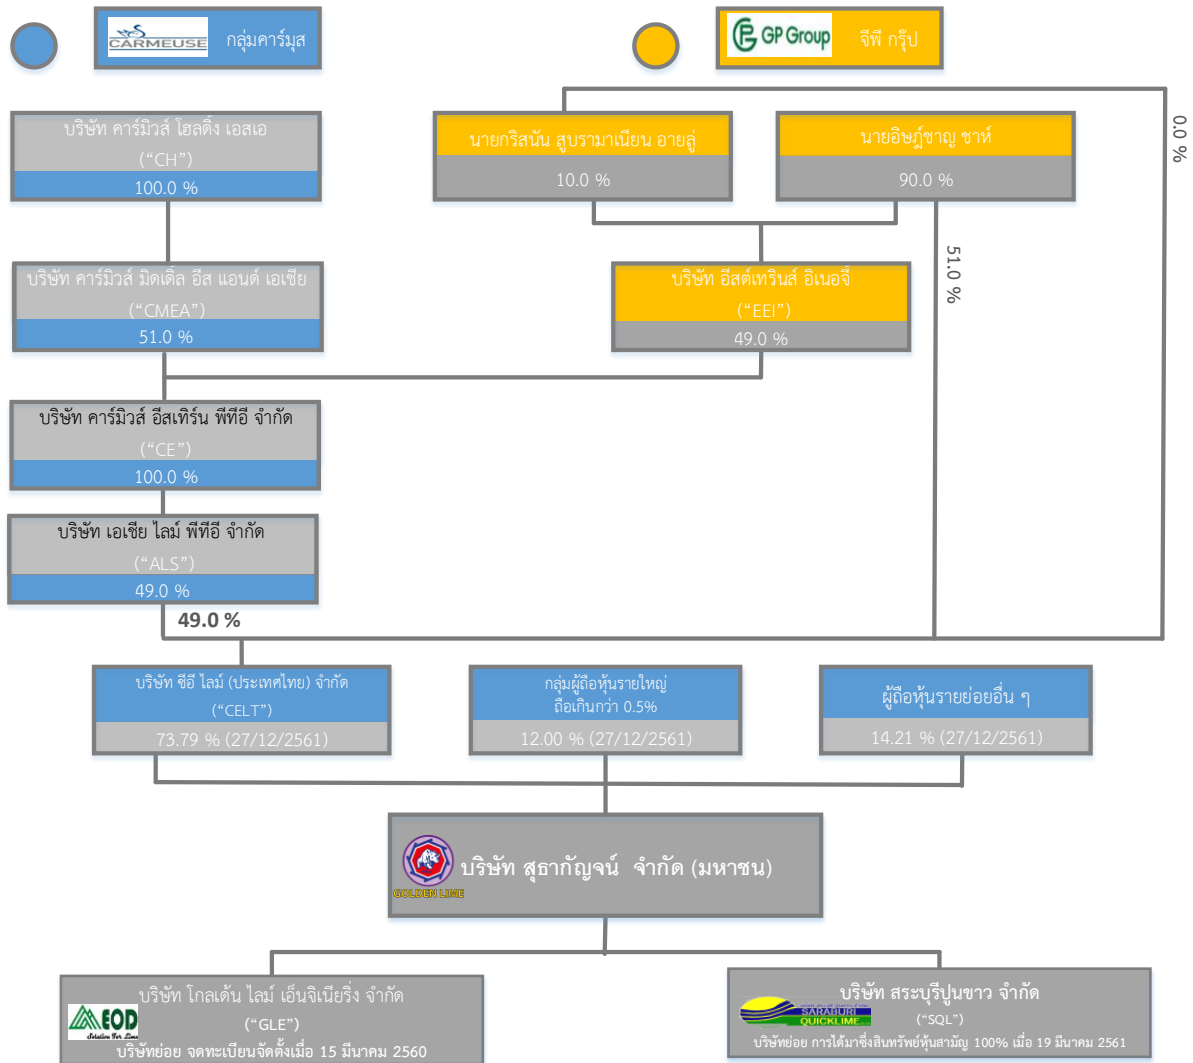 CARMEUSE
กลุ่มคาร์มุส
GP Group
จีพี กรุ๊ป
บริษัท คาร์มิวส์ โฮลดิ้ง เอสเอ
("CH")
100.0 %
นายกริสนัน สูบรามาเนียน อายลู่
10.0 %
นายอิษฎ์ชาญ ชาห์
90.0 %
0.0 %
บริษัท คาร์มิวส์ มิดเดิ้ล อีส แอนด์ เอเชีย
("CMEA")
51.0 %
บริษัท อีสต์เทรินส์ อิเนอจี้
("EEI")
49.0 %
51.0 %
บริษัท คาร์มิวส์ อีสเทิร์น พีทีอี จำกัด
("CE")
100.0 %
บริษัท เอเชีย ไลม์ พีทีอี จำกัด
("ALS")
49.0 %
49.0 %
บริษัท ซีอี ไลม์ (ประเทศไทย) จำกัด
("CELT")
73.79 % (27/12/2561)
กลุ่มผู้ถือหุ้นรายใหญ่
ถือเกินกว่า 0.5%
12.00 % (27/12/2561)
ผู้ถือหุ้นรายย่อยอื่น ๆ
14.21 % (27/12/2561)
GOLDEN LIME
บริษัท สุธากัญจน์ จำกัด (มหาชน)
บริษัท โกลเด้น ไลม์ เอ็นจิเนียริ่ง จำกัด
EOD
Solution For Lime
("GLE")
บริษัทย่อย จดทะเบียนจัดตั้งเมื่อ 15 มีนาคม 2560
บริษัท สระบุรีปูนขาว จำกัด
SARABURI
QUICKLIME
("SQL")
บริษัทย่อย การได้มาซึ่งสินทรัพย์หุ้นสามัญ 100% เมื่อ 19 มีนาคม 2561